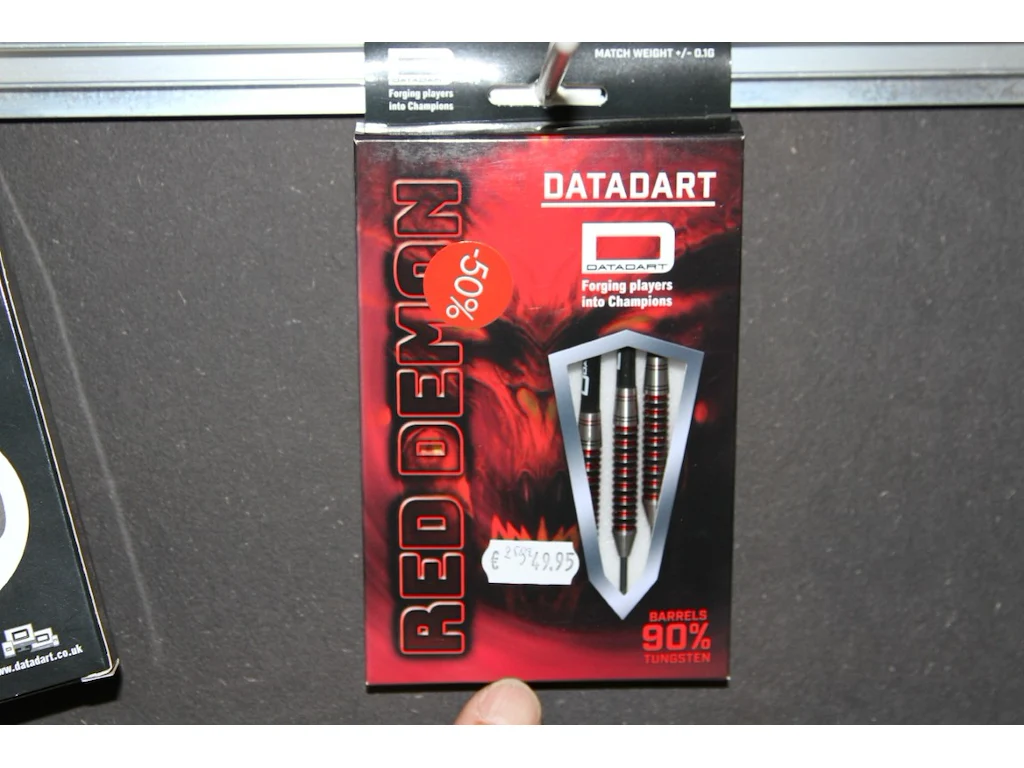 MATCH WEIGHT +/- 0.1G
DATADART
Forging players
into Champions
DATADART
DATADART
Forging players
into Champions
RED DEMON
-50%
€ 49.95
BARRELS
90%
TUNGSTEN
www.datadart.co.uk